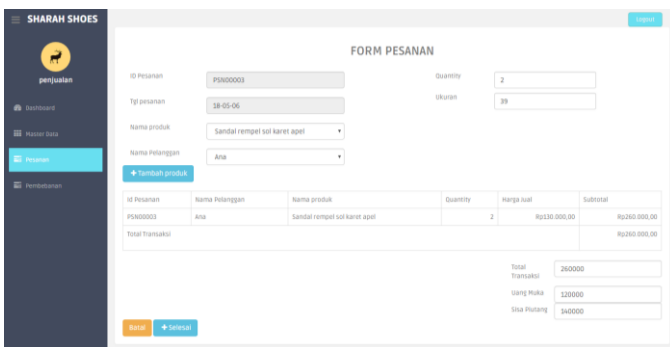 SHARAH SHOES
Logout
penjualan
Dashboard
Master Data
Pesanan
Pembebanan
FORM PESANAN
ID Pesanan PSN00003 Quantity 2
Tgl pesanan 18-05-06 Ukuran 39
Nama produk Sandal rempel sol karet apel
Nama Pelanggan Ana
+ Tambah produk
Id Pesanan Nama Pelanggan Nama produk Quantity Harga Jual Subtotal
PSN00003 Ana Sandal rempel sol karet apel 2 Rp130.000,00 Rp260.000,00
Total Transaksi Rp260.000,00
Total Transaksi 260000
Uang Muka 120000
Sisa Piutang 140000
Batal + Selesai